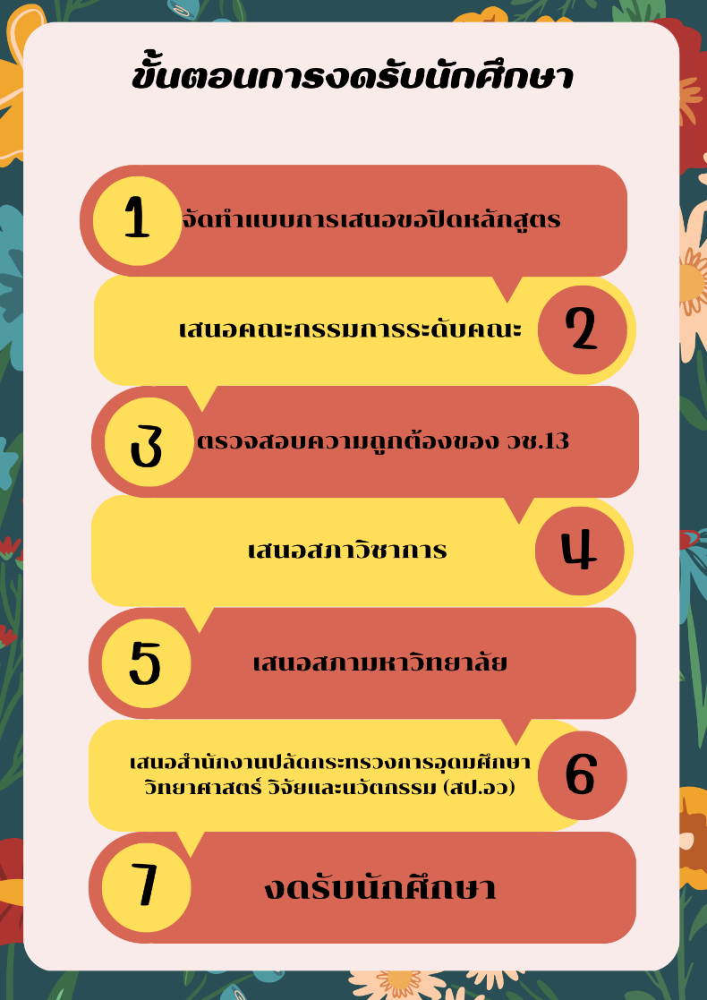 ขั้นตอนการงดรับนักศึกษา
1
จัดทำแบบการเสนอขอปิดหลักสูตร
เสนอคณะกรรมการระดับคณะ
2
3
ตรวจสอบความถูกต้องของ วช.13
เสนอสภาวิชาการ
4
5
เสนอสภามหาวิทยาลัย
เสนอสำนักงานปลัดกระทรวงการอุดมศึกษา
วิทยาศาสตร์ วิจัยและนวัตกรรม (สป.อว)
6
7
งดรับนักศึกษา